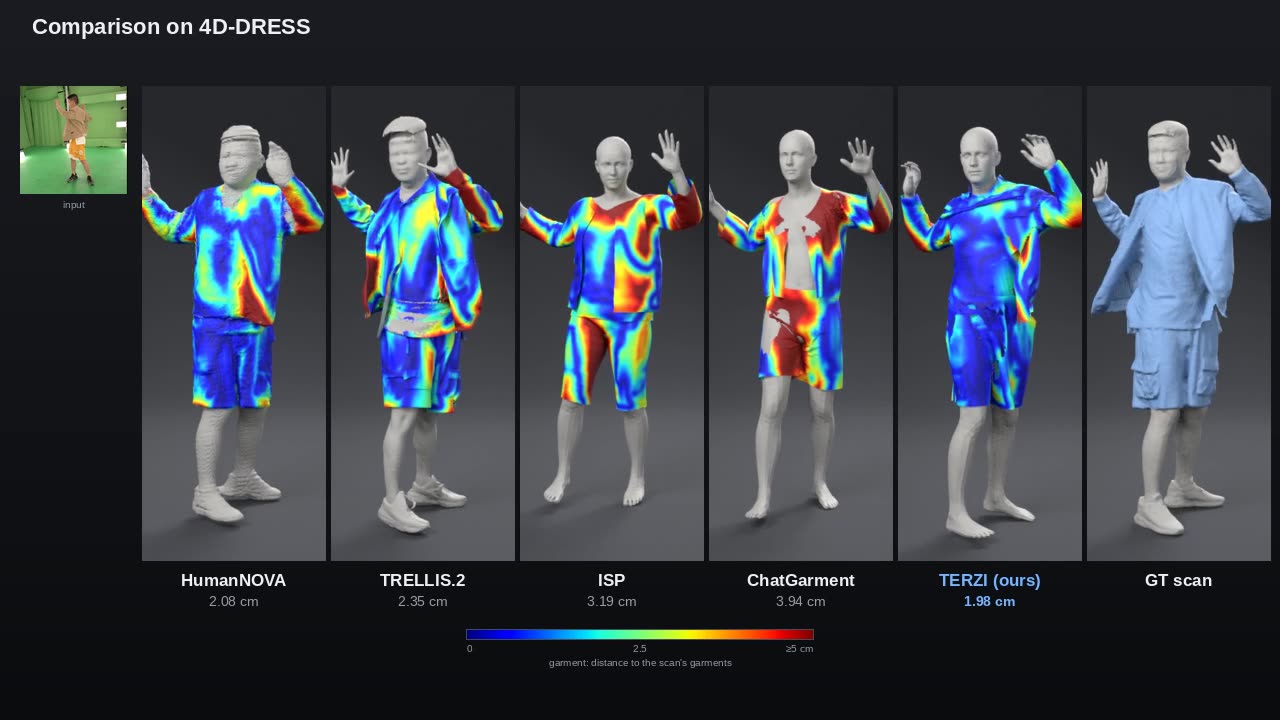 Comparison on 4D-DRESS
input
HumanNOVA
2.08 cm
TRELLIS.2
2.35 cm
ISP
3.19 cm
ChatGarment
3.94 cm
TERZI (ours)
1.98 cm
GT scan
0 2.5 ≥5 cm
garment: distance to the scan's garments